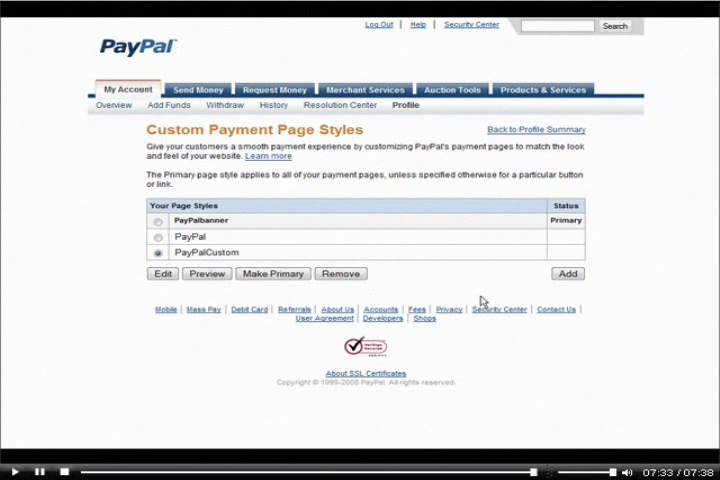 Log Out | Help | Security Center Search
PayPal
My Account Send Money Request Money Merchant Services Auction Tools Products & Services
Overview Add Funds Withdraw History Resolution Center Profile
Custom Payment Page Styles Back to Profile Summary
Give your customers a smooth payment experience by customizing PayPal's payment pages to match the look
and feel of your website. Learn more
The Primary page style applies to all of your payment pages, unless specified otherwise for a particular button
or link.
Your Page Styles Status
PayPalbanner Primary
PayPal
PayPalCustom
Edit Preview Make Primary Remove Add
Mobile | Mass Pay | Debit Card | Referrals | About Us | Accounts | Fees | Privacy | Security Center | Contact Us |
User Agreement | Developers | Shops
VeriSign
Secured
About SSL Certificates
Copyright © 1999-2008 PayPal. All rights reserved.
07:33 / 07:38